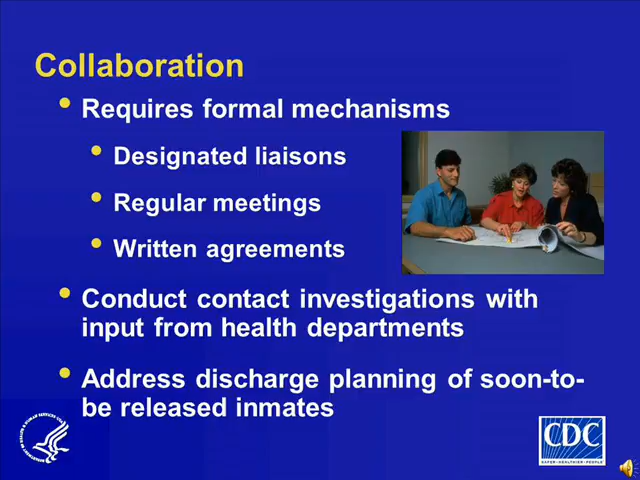 Collaboration
• Requires formal mechanisms
• Designated liaisons
• Regular meetings
• Written agreements
• Conduct contact investigations with
input from health departments
• Address discharge planning of soon-to-
be released inmates
CDC
SAFER•HEALTHIER•PEOPLE